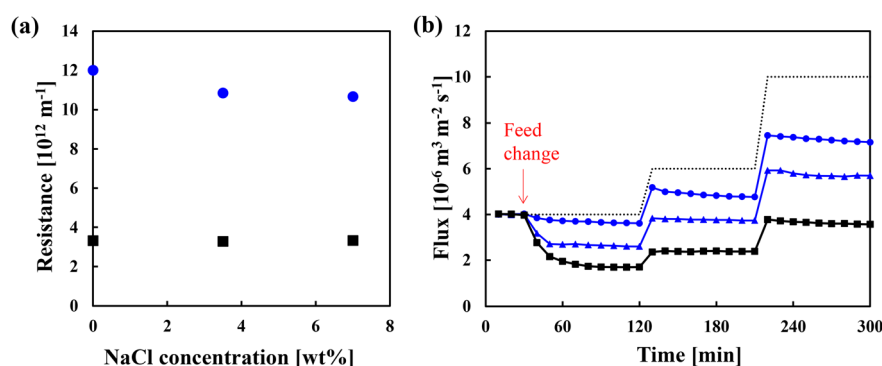 (a)
14
12
10
8
6
4
2
0
Resistance [10¹² m⁻¹]
0 2 4 6 8
NaCl concentration [wt%]
(b)
12
10
8
6
4
2
0
Flux [10⁻⁶ m³ m⁻² s⁻¹]
Feed
change
0 60 120 180 240 300
Time [min]